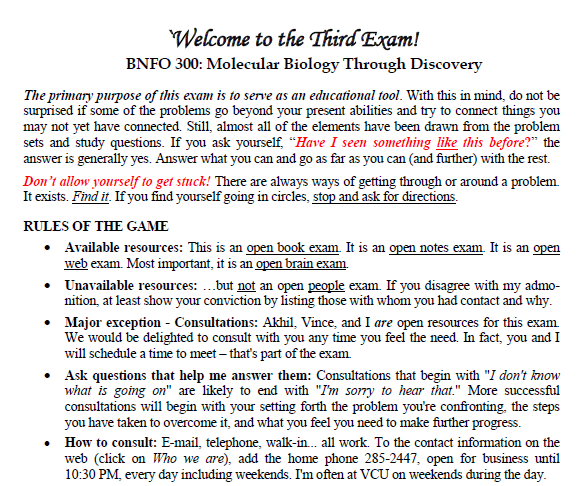 Welcome to the Third Exam!
BNFO 300: Molecular Biology Through Discovery
The primary purpose of this exam is to serve as an educational tool. With this in mind, do not be
surprised if some of the problems go beyond your present abilities and try to connect things you
may not yet have connected. Still, almost all of the elements have been drawn from the problem
sets and study questions. If you ask yourself, "Have I seen something like this before?" the
answer is generally yes. Answer what you can and go as far as you can (and further) with the rest.
Don't allow yourself to get stuck! There are always ways of getting through or around a problem.
It exists. Find it. If you find yourself going in circles, stop and ask for directions.
RULES OF THE GAME
• Available resources: This is an open book exam. It is an open notes exam. It is an open
web exam. Most important, it is an open brain exam.
• Unavailable resources: …but not an open people exam. If you disagree with my admo-
nition, at least show your conviction by listing those with whom you had contact and why.
• Major exception - Consultations: Akhil, Vince, and I are open resources for this exam.
We would be delighted to consult with you any time you feel the need. In fact, you and I
will schedule a time to meet – that's part of the exam.
• Ask questions that help me answer them: Consultations that begin with "I don't know
what is going on" are likely to end with "I'm sorry to hear that." More successful
consultations will begin with your setting forth the problem you're confronting, the steps
you have taken to overcome it, and what you feel you need to make further progress.
• How to consult: E-mail, telephone, walk-in... all work. To the contact information on the
web (click on Who we are), add the home phone 285-2447, open for business until
10:30 PM, every day including weekends. I'm often at VCU on weekends during the day.